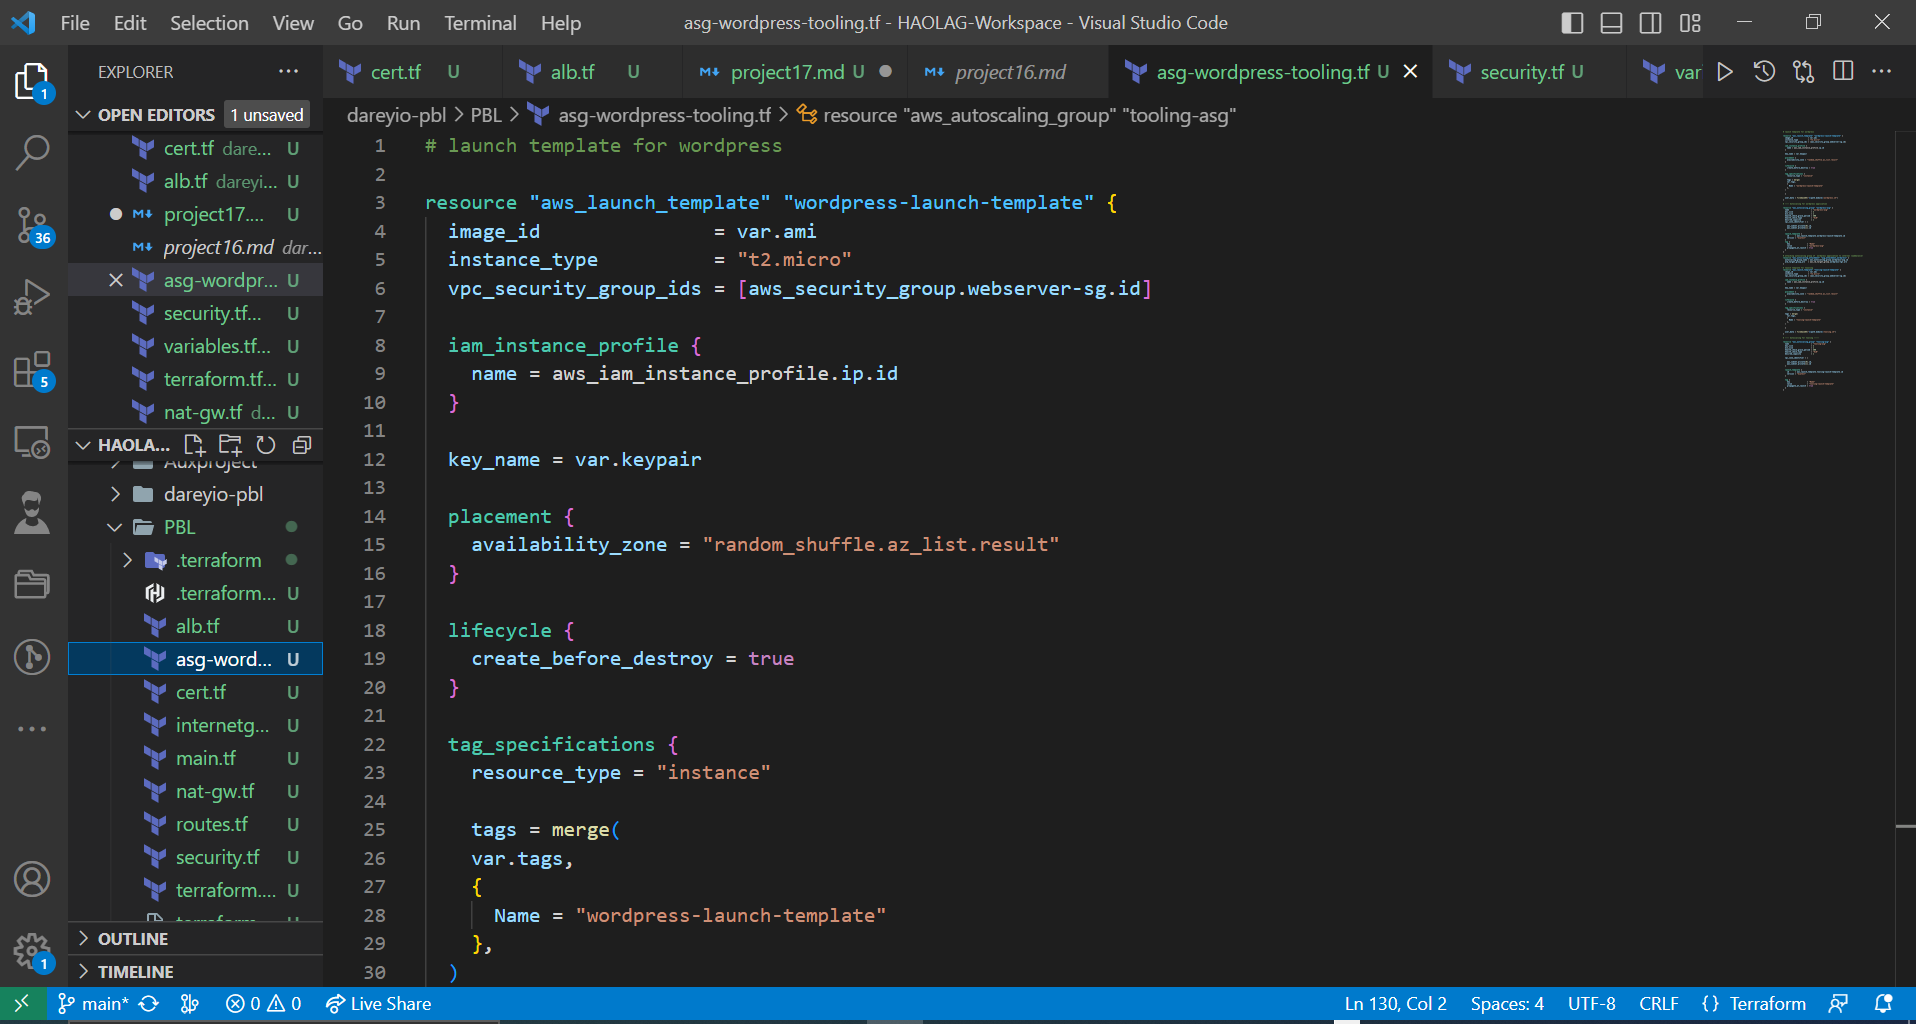 File Edit Selection View Go Run Terminal Help
asg-wordpress-tooling.tf - HAOLAG-Workspace - Visual Studio Code
EXPLORER
cert.tf U
alb.tf U
project17.md U
project16.md
asg-wordpress-tooling.tf U
security.tf U
var
OPEN EDITORS 1 unsaved
cert.tf dare... U
alb.tf dareyi... U
project17.... U
project16.md dar...
asg-wordpr... U
security.tf... U
variables.tf... U
terraform.tf... U
nat-gw.tf d... U
HAOLA...
Auxproject
dareyio-pbl
PBL
.terraform
.terraform... U
alb.tf U
asg-word... U
cert.tf U
internetg... U
main.tf U
nat-gw.tf U
routes.tf U
security.tf U
terraform.... U
OUTLINE
TIMELINE
1
36
5
1
dareyio-pbl > PBL > asg-wordpress-tooling.tf > resource "aws_autoscaling_group" "tooling-asg"
1 # launch template for wordpress
2
3 resource "aws_launch_template" "wordpress-launch-template" {
4 image_id = var.ami
5 instance_type = "t2.micro"
6 vpc_security_group_ids = [aws_security_group.webserver-sg.id]
7
8 iam_instance_profile {
9 name = aws_iam_instance_profile.ip.id
10 }
11
12 key_name = var.keypair
13
14 placement {
15 availability_zone = "random_shuffle.az_list.result"
16 }
17
18 lifecycle {
19 create_before_destroy = true
20 }
21
22 tag_specifications {
23 resource_type = "instance"
24
25 tags = merge(
26 var.tags,
27 {
28 Name = "wordpress-launch-template"
29 },
30 )
main* 0 0 Live Share
Ln 130, Col 2 Spaces: 4 UTF-8 CRLF {} Terraform